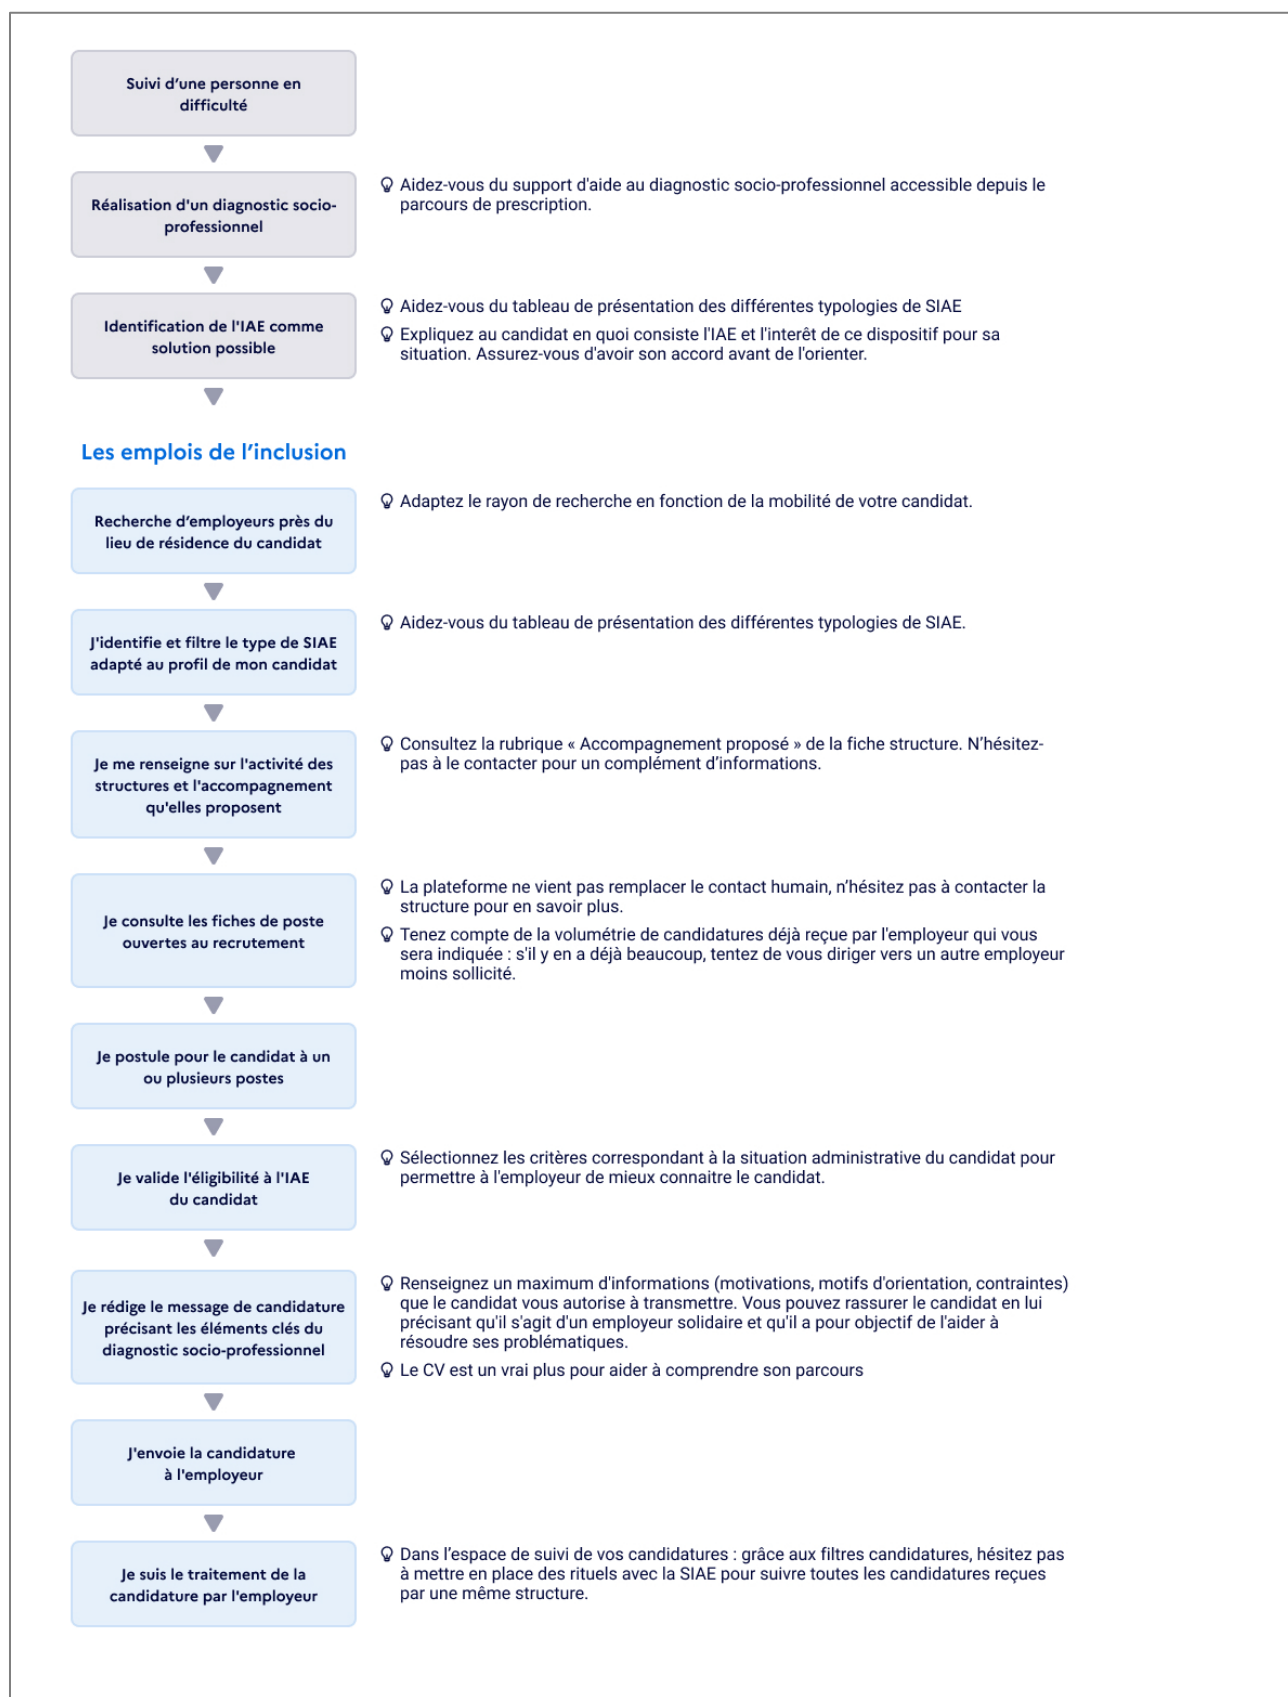 Suivi d’une personne en
difficulté
Réalisation d'un diagnostic socio-
professionnel
Aidez-vous du support d'aide au diagnostic socio-professionnel accessible depuis le
parcours de prescription.
Identification de l'IAE comme
solution possible
Aidez-vous du tableau de présentation des différentes typologies de SIAE
Expliquez au candidat en quoi consiste l'IAE et l'interêt de ce dispositif pour sa
situation. Assurez-vous d'avoir son accord avant de l'orienter.
Les emplois de l’inclusion
Recherche d’employeurs près du
lieu de résidence du candidat
Adaptez le rayon de recherche en fonction de la mobilité de votre candidat.
J'identifie et filtre le type de SIAE
adapté au profil de mon candidat
Aidez-vous du tableau de présentation des différentes typologies de SIAE.
Je me renseigne sur l'activité des
structures et l'accompagnement
qu'elles proposent
Consultez la rubrique « Accompagnement proposé » de la fiche structure. N’hésitez-
pas à le contacter pour un complément d’informations.
Je consulte les fiches de poste
ouvertes au recrutement
La plateforme ne vient pas remplacer le contact humain, n’hésitez pas à contacter la
structure pour en savoir plus.
Tenez compte de la volumétrie de candidatures déjà reçue par l'employeur qui vous
sera indiquée : s'il y en a déjà beaucoup, tentez de vous diriger vers un autre employeur
moins sollicité.
Je postule pour le candidat à un
ou plusieurs postes
Je valide l'éligibilité à l'IAE
du candidat
Sélectionnez les critères correspondant à la situation administrative du candidat pour
permettre à l'employeur de mieux connaitre le candidat.
Je rédige le message de candidature
précisant les éléments clés du
diagnostic socio-professionnel
Renseignez un maximum d'informations (motivations, motifs d'orientation, contraintes)
que le candidat vous autorise à transmettre. Vous pouvez rassurer le candidat en lui
précisant qu'il s'agit d'un employeur solidaire et qu'il a pour objectif de l'aider à
résoudre ses problématiques.
Le CV est un vrai plus pour aider à comprendre son parcours
J'envoie la candidature
à l'employeur
Je suis le traitement de la
candidature par l'employeur
Dans l’espace de suivi de vos candidatures : grâce aux filtres candidatures, hésitez pas
à mettre en place des rituels avec la SIAE pour suivre toutes les candidatures reçues
par une même structure.